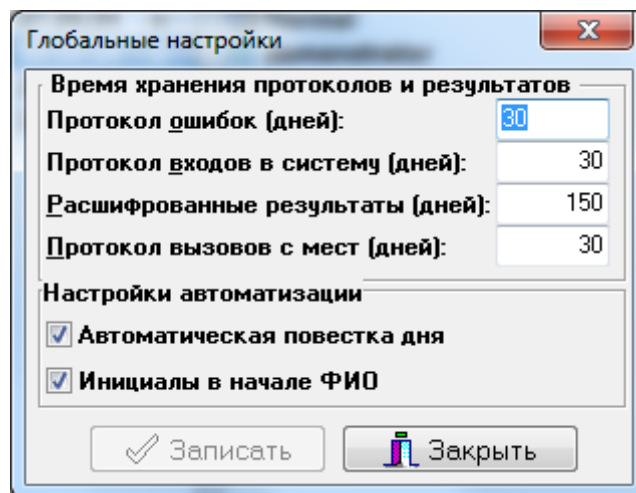 Глобальные настройки
Время хранения протоколов и результатов
Протокол ошибок (дней): 30
Протокол входов в систему (дней): 30
Расшифрованные результаты (дней): 150
Протокол вызовов с мест (дней): 30
Настройки автоматизации
Автоматическая повестка дня
Инициалы в начале ФИО
Записать Закрыть